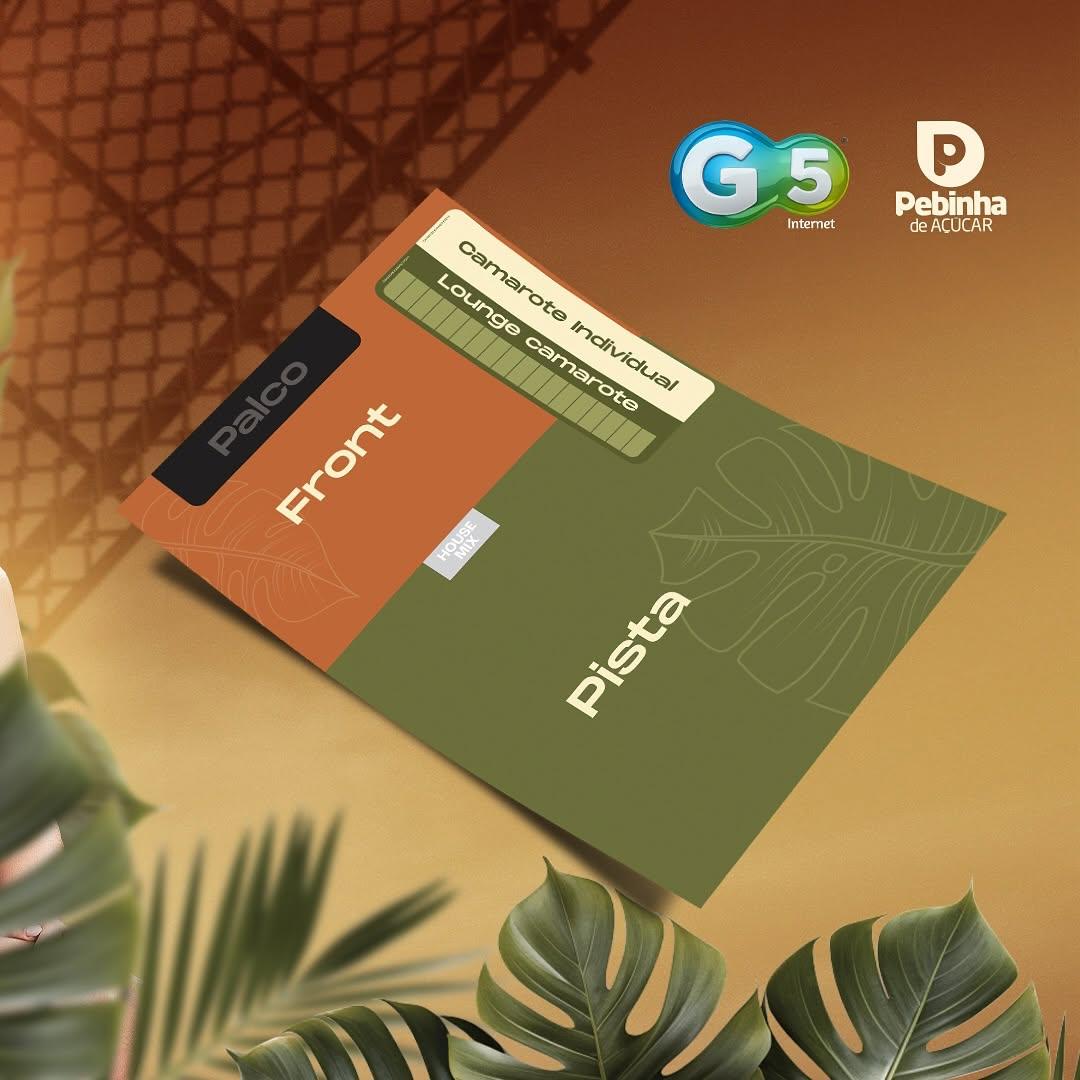 G5
Internet
Pebinha
de AÇÚCAR
Camarote Individual
Lounge camarote
Palco
Front
HOUSE
MIX
Pista